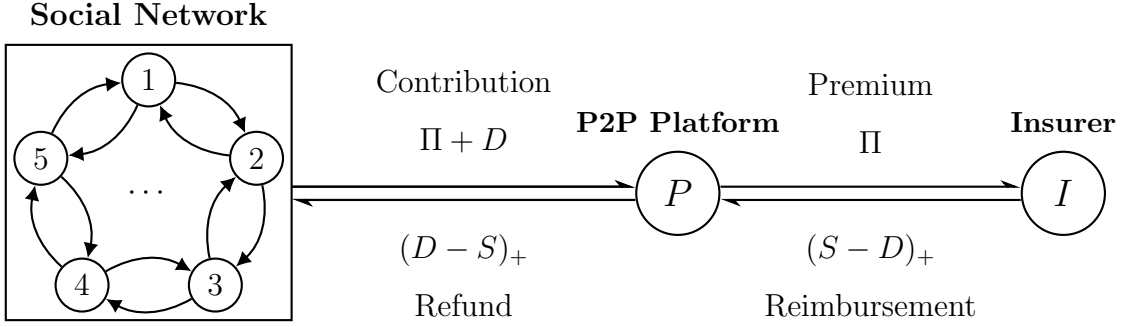 Social Network
1
2
3
4
5
...
Contribution
Π + D
(D − S)₊
Refund
P2P Platform
P
Premium
Π
(S − D)₊
Reimbursement
Insurer
I